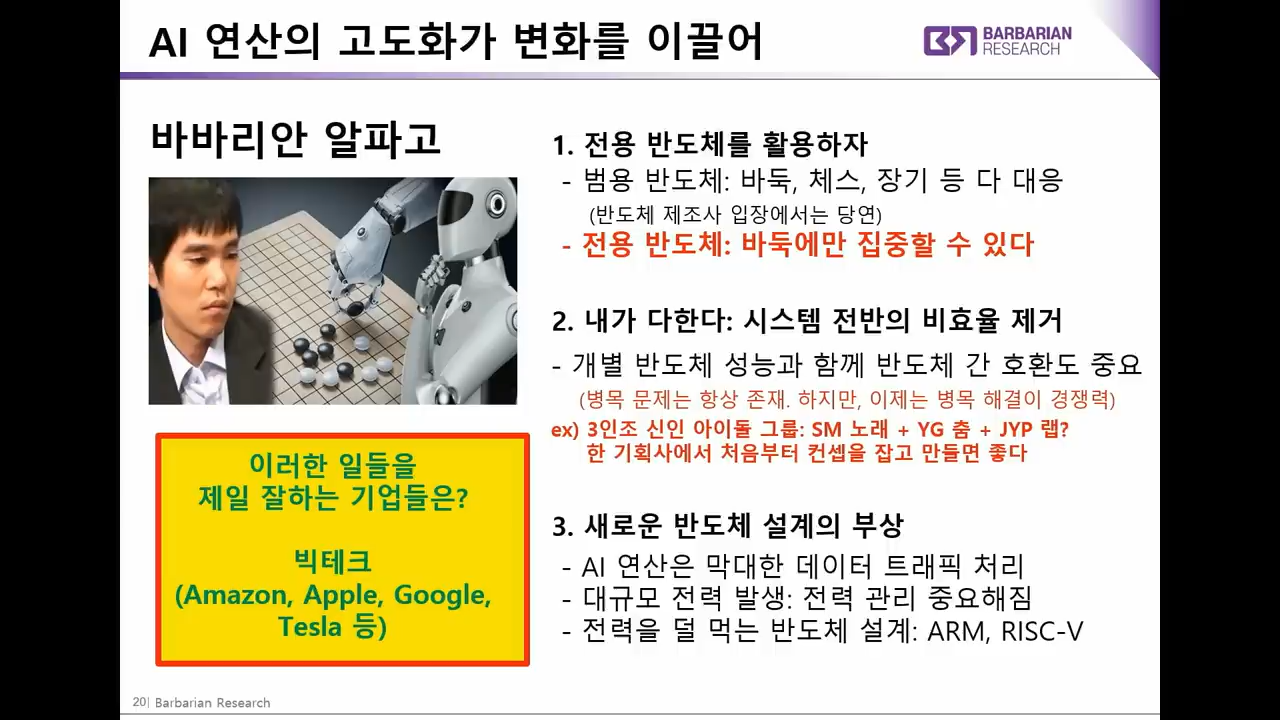 AI 연산의 고도화가 변화를 이끌어
BARBARIAN
RESEARCH
바바리안 알파고
1. 전용 반도체를 활용하자
- 범용 반도체: 바둑, 체스, 장기 등 다 대응
(반도체 제조사 입장에서는 당연)
- 전용 반도체: 바둑에만 집중할 수 있다
2. 내가 다한다: 시스템 전반의 비효율 제거
- 개별 반도체 성능과 함께 반도체 간 호환도 중요
(병목 문제는 항상 존재. 하지만, 이제는 병목 해결이 경쟁력)
ex) 3인조 신인 아이돌 그룹: SM 노래 + YG 춤 + JYP 랩?
한 기획사에서 처음부터 컨셉을 잡고 만들면 좋다
3. 새로운 반도체 설계의 부상
- AI 연산은 막대한 데이터 트래픽 처리
- 대규모 전력 발생: 전력 관리 중요해짐
- 전력을 덜 먹는 반도체 설계: ARM, RISC-V
이러한 일들을
제일 잘하는 기업들은?
빅테크
(Amazon, Apple, Google,
Tesla 등)
20| Barbarian Research